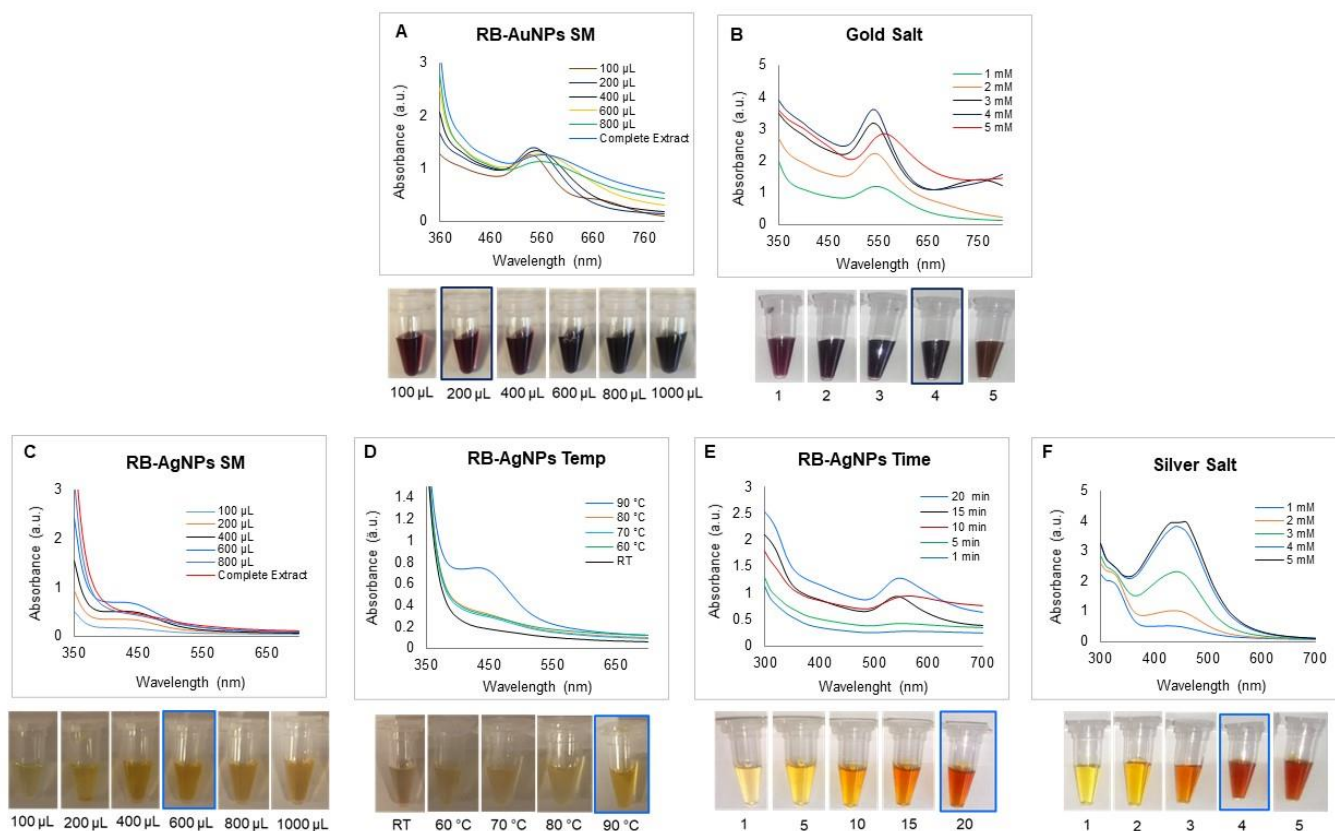 A
RB-AuNPs SM
3
2
1
0
360 460 560 660 760
Absorbance (a.u.)
Wavelength (nm)
100 µL
200 µL
400 µL
600 µL
800 µL
Complete Extract
B
Gold Salt
5
4
3
2
1
0
350 450 550 650 750
Absorbance (a.u.)
Wavelength (nm)
1 mM
2 mM
3 mM
4 mM
5 mM
100 µL 200 µL 400 µL 600 µL 800 µL 1000 µL
1 2 3 4 5
C
RB-AgNPs SM
3
2
1
0
350 450 550 650
Absorbance (a.u.)
Wavelength (nm)
100 µL
200 µL
400 µL
600 µL
800 µL
Complete Extract
D
RB-AgNPs Temp
1.4
1.2
1
0.8
0.6
0.4
0.2
0
350 450 550 650
Absorbance (a.u.)
Wavelength (nm)
90 °C
80 °C
70 °C
60 °C
RT
E
RB-AgNPs Time
3
2.5
2
1.5
1
0.5
0
300 400 500 600 700
Absorbance (a.u.)
Wavelenght (nm)
20 min
15 min
10 min
5 min
1 min
F
Silver Salt
5
4
3
2
1
0
300 400 500 600 700
Absorbance (a.u.)
Wavelength (nm)
1 mM
2 mM
3 mM
4 mM
5 mM
100 µL 200 µL 400 µL 600 µL 800 µL 1000 µL
RT 60 °C 70 °C 80 °C 90 °C
1 5 10 15 20
1 2 3 4 5